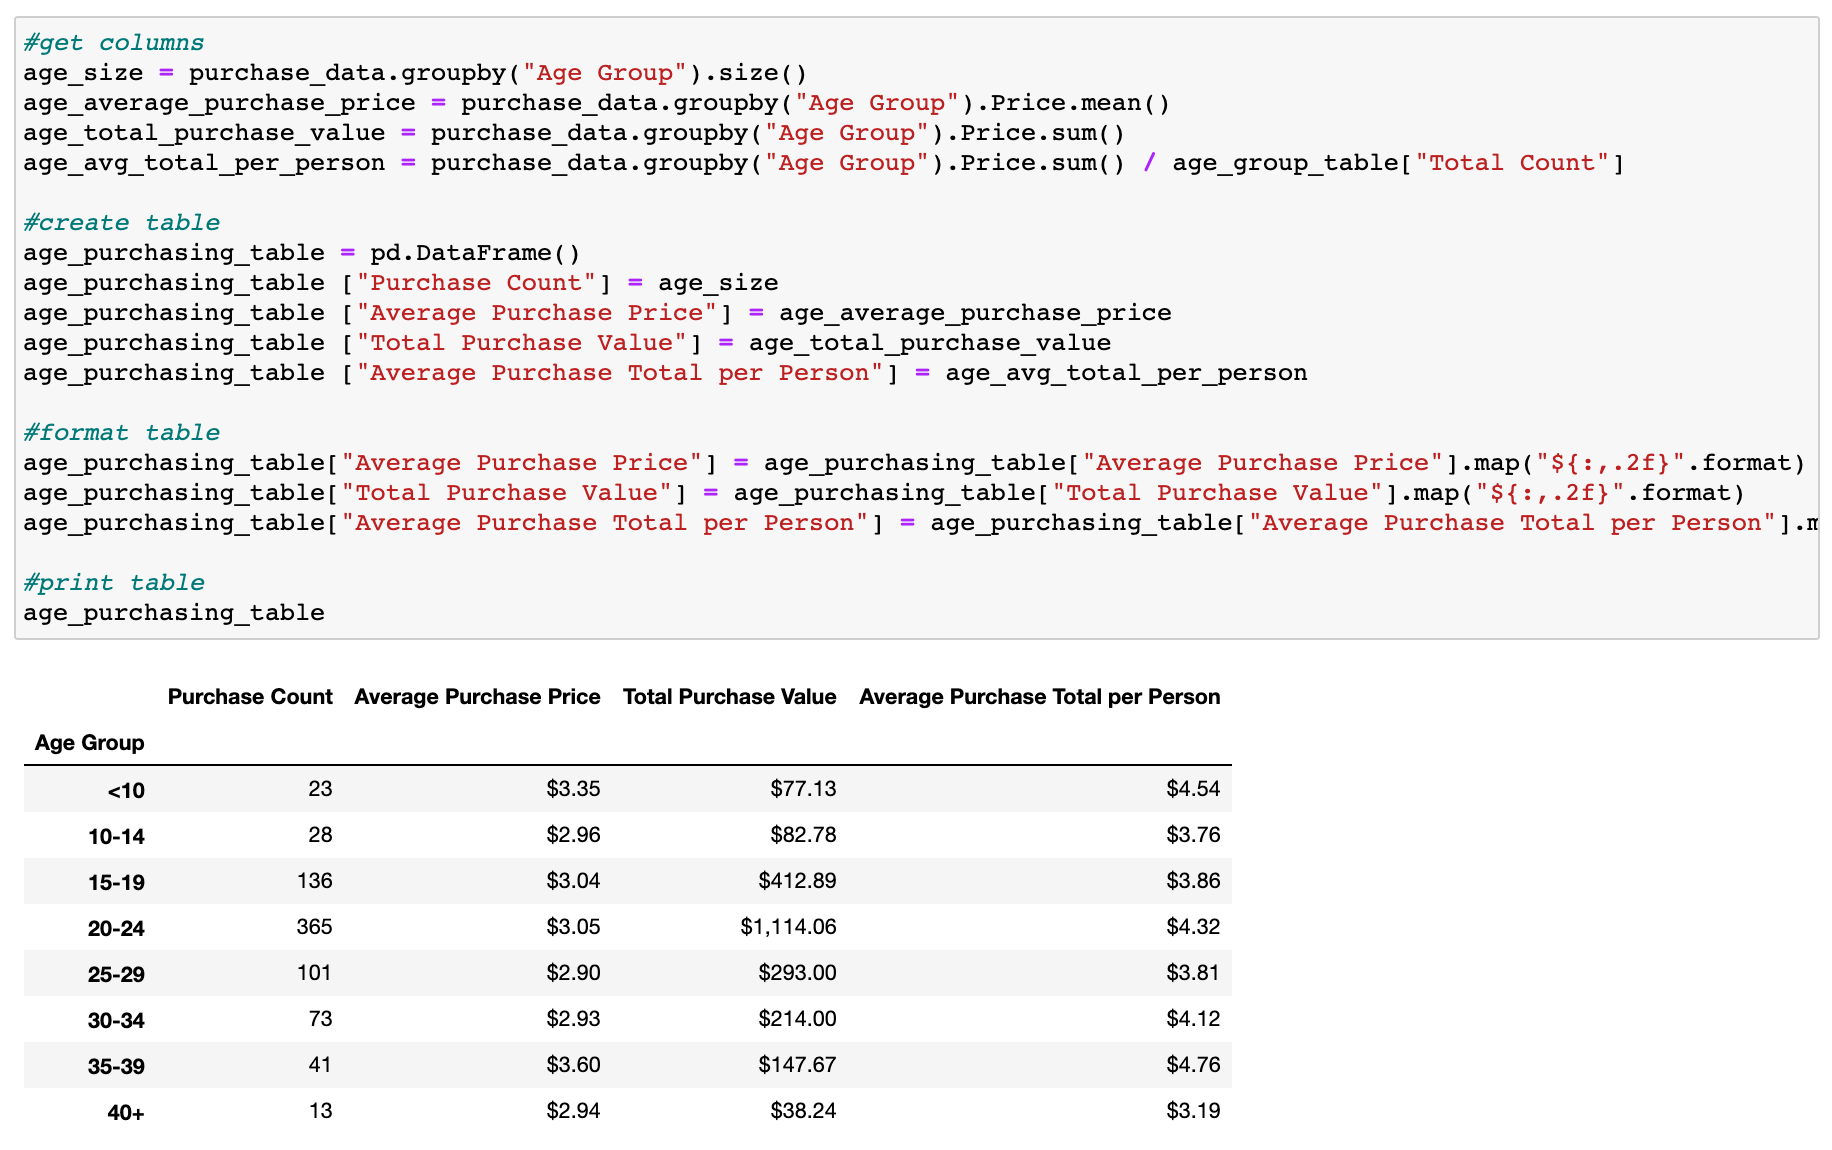 #get columns
age_size = purchase_data.groupby("Age Group").size()
age_average_purchase_price = purchase_data.groupby("Age Group").Price.mean()
age_total_purchase_value = purchase_data.groupby("Age Group").Price.sum()
age_avg_total_per_person = purchase_data.groupby("Age Group").Price.sum() / age_group_table["Total Count"]
#create table
age_purchasing_table = pd.DataFrame()
age_purchasing_table ["Purchase Count"] = age_size
age_purchasing_table ["Average Purchase Price"] = age_average_purchase_price
age_purchasing_table ["Total Purchase Value"] = age_total_purchase_value
age_purchasing_table ["Average Purchase Total per Person"] = age_avg_total_per_person
#format table
age_purchasing_table["Average Purchase Price"] = age_purchasing_table["Average Purchase Price"].map("${:,.2f}".format)
age_purchasing_table["Total Purchase Value"] = age_purchasing_table["Total Purchase Value"].map("${:,.2f}".format)
age_purchasing_table["Average Purchase Total per Person"] = age_purchasing_table["Average Purchase Total per Person"].m
#print table
age_purchasing_table
Purchase Count Average Purchase Price Total Purchase Value Average Purchase Total per Person
Age Group
<10 23 $3.35 $77.13 $4.54
10-14 28 $2.96 $82.78 $3.76
15-19 136 $3.04 $412.89 $3.86
20-24 365 $3.05 $1,114.06 $4.32
25-29 101 $2.90 $293.00 $3.81
30-34 73 $2.93 $214.00 $4.12
35-39 41 $3.60 $147.67 $4.76
40+ 13 $2.94 $38.24 $3.19